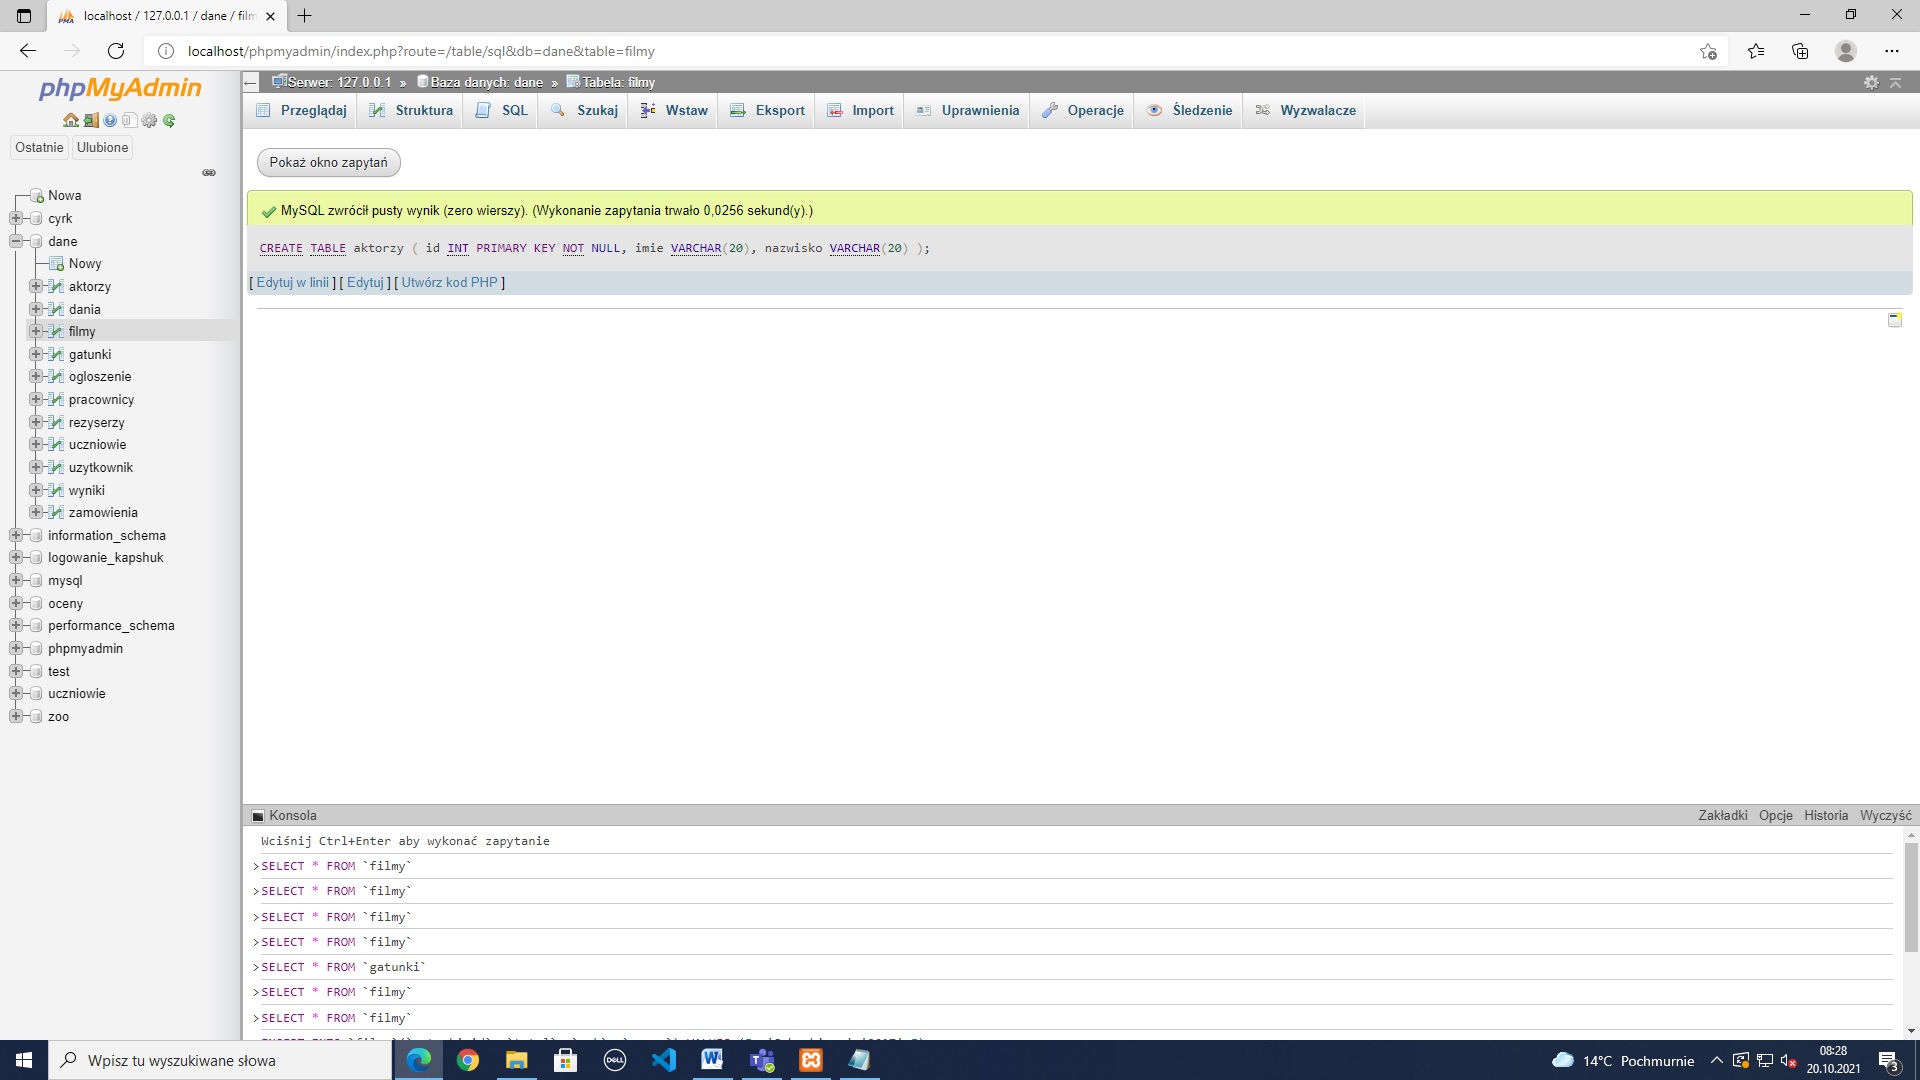 localhost / 127.0.0.1 / dane / film
localhost/phpmyadmin/index.php?route=/table/sql&db=dane&table=filmy
phpMyAdmin
Ostatnie Ulubione
Nowa
cyrk
dane
Nowy
aktorzy
dania
filmy
gatunki
ogloszenie
pracownicy
rezyserzy
uczniowie
uzytkownik
wyniki
zamowienia
information_schema
logowanie_kapshuk
mysql
oceny
performance_schema
phpmyadmin
test
uczniowie
zoo
Serwer: 127.0.0.1 » Baza danych: dane » Tabela: filmy
Przeglądaj Struktura SQL Szukaj Wstaw Eksport Import Uprawnienia Operacje Śledzenie Wyzwalacze
Pokaż okno zapytań
MySQL zwrócił pusty wynik (zero wierszy). (Wykonanie zapytania trwało 0,0256 sekund(y).)
CREATE TABLE aktorzy ( id INT PRIMARY KEY NOT NULL, imie VARCHAR(20), nazwisko VARCHAR(20) );
[ Edytuj w linii ] [ Edytuj ] [ Utwórz kod PHP ]
Konsola Zakładki Opcje Historia Wyczyść
Wciśnij Ctrl+Enter aby wykonać zapytanie
>SELECT * FROM `filmy`
>SELECT * FROM `filmy`
>SELECT * FROM `filmy`
>SELECT * FROM `filmy`
>SELECT * FROM `gatunki`
>SELECT * FROM `filmy`
>SELECT * FROM `filmy`
Wpisz tu wyszukiwane słowa
DELL
14°C Pochmurnie
08:28
20.10.2021
3